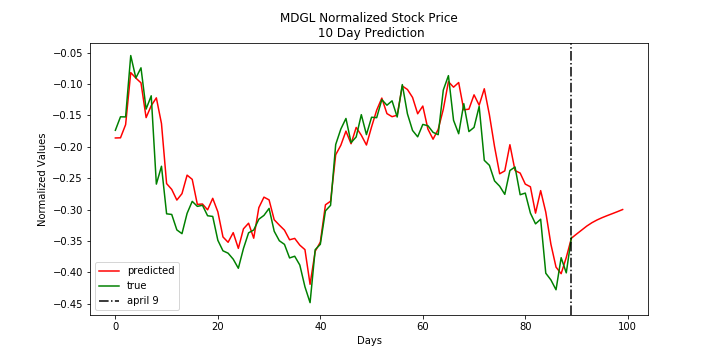 MDGL Normalized Stock Price
10 Day Prediction
Normalized Values
−0.05
−0.10
−0.15
−0.20
−0.25
−0.30
−0.35
−0.40
−0.45
predicted
true
april 9
0
20
40
60
80
100
Days